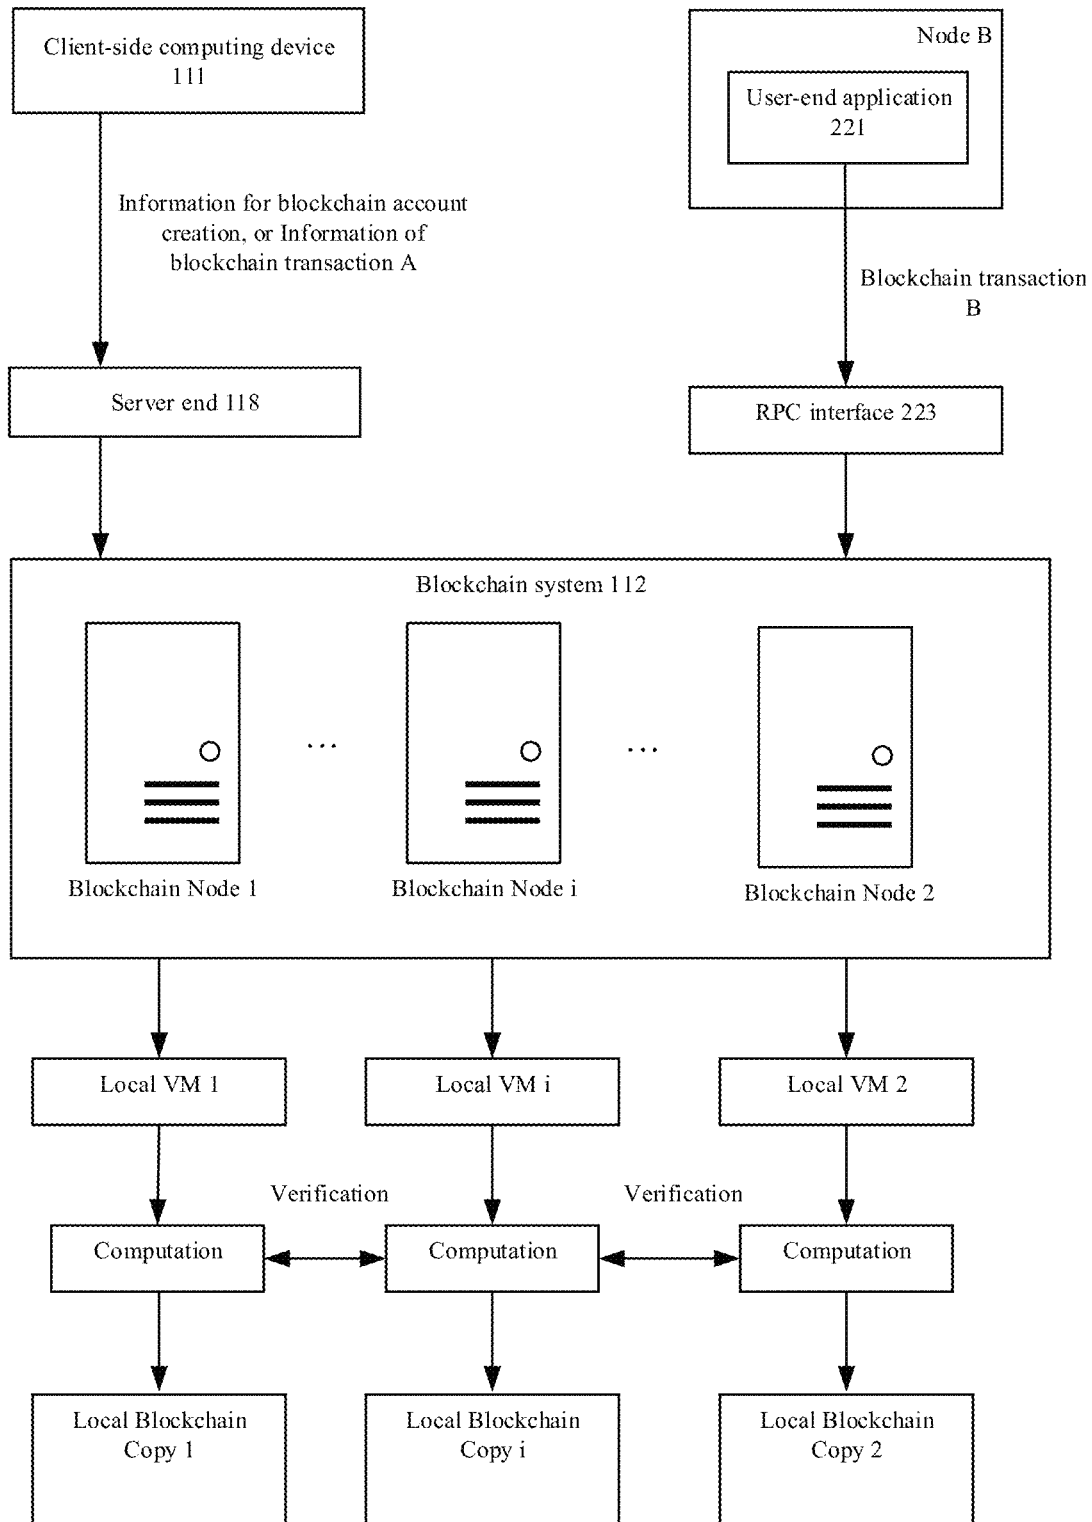 Client-side computing device
111
Node B
User-end application
221
Information for blockchain account
creation, or Information of
blockchain transaction A
Blockchain transaction
B
Server end 118
RPC interface 223
Blockchain system 112
...
...
Blockchain Node 1
Blockchain Node i
Blockchain Node 2
Local VM 1
Local VM i
Local VM 2
Verification
Verification
Computation
Computation
Computation
Local Blockchain
Copy 1
Local Blockchain
Copy i
Local Blockchain
Copy 2